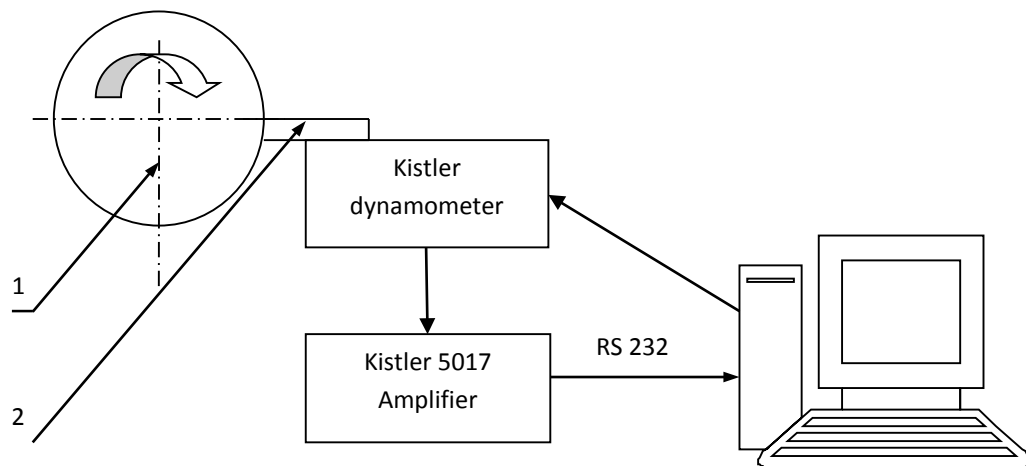 Kistler
dynamometer
1
RS 232
Kistler 5017
Amplifier
2